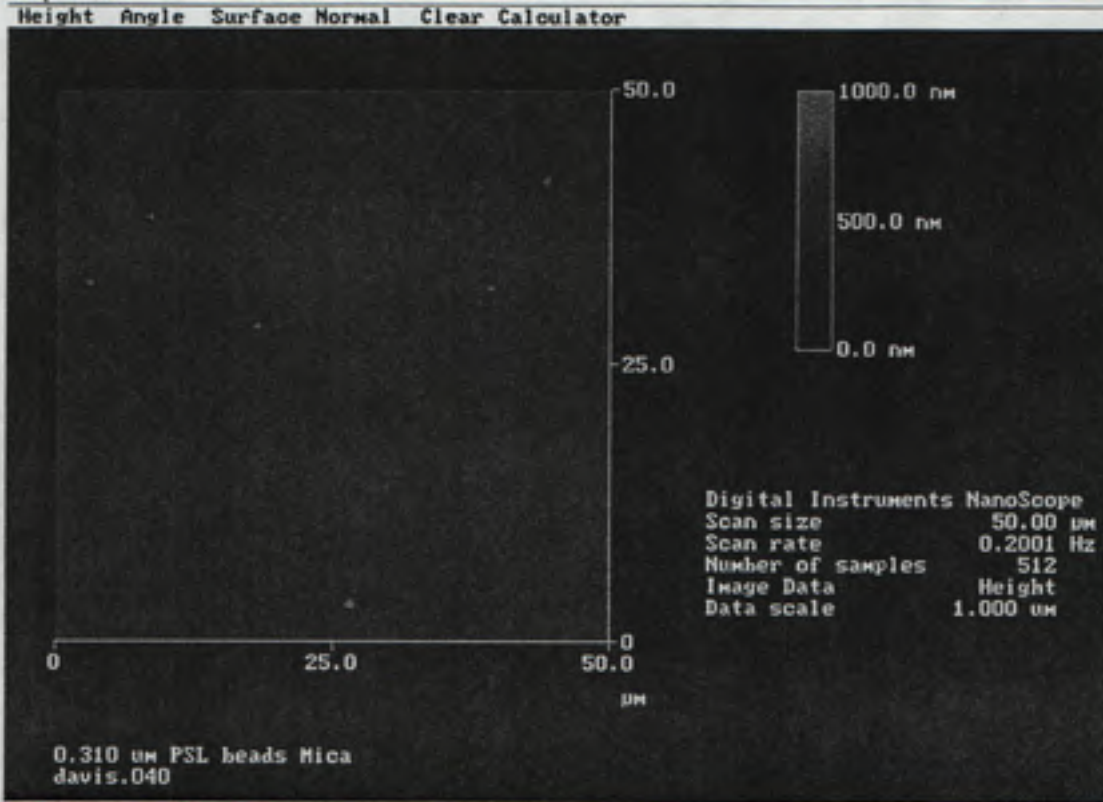 Height Angle Surface Normal Clear Calculator
50.0
25.0
0
0 25.0 50.0
µm
1000.0 nm
500.0 nm
0.0 nm
Digital Instruments NanoScope
Scan size 50.00 µm
Scan rate 0.2001 Hz
Number of samples 512
Image Data Height
Data scale 1.000 um
0.310 um PSL beads Mica
davis.040